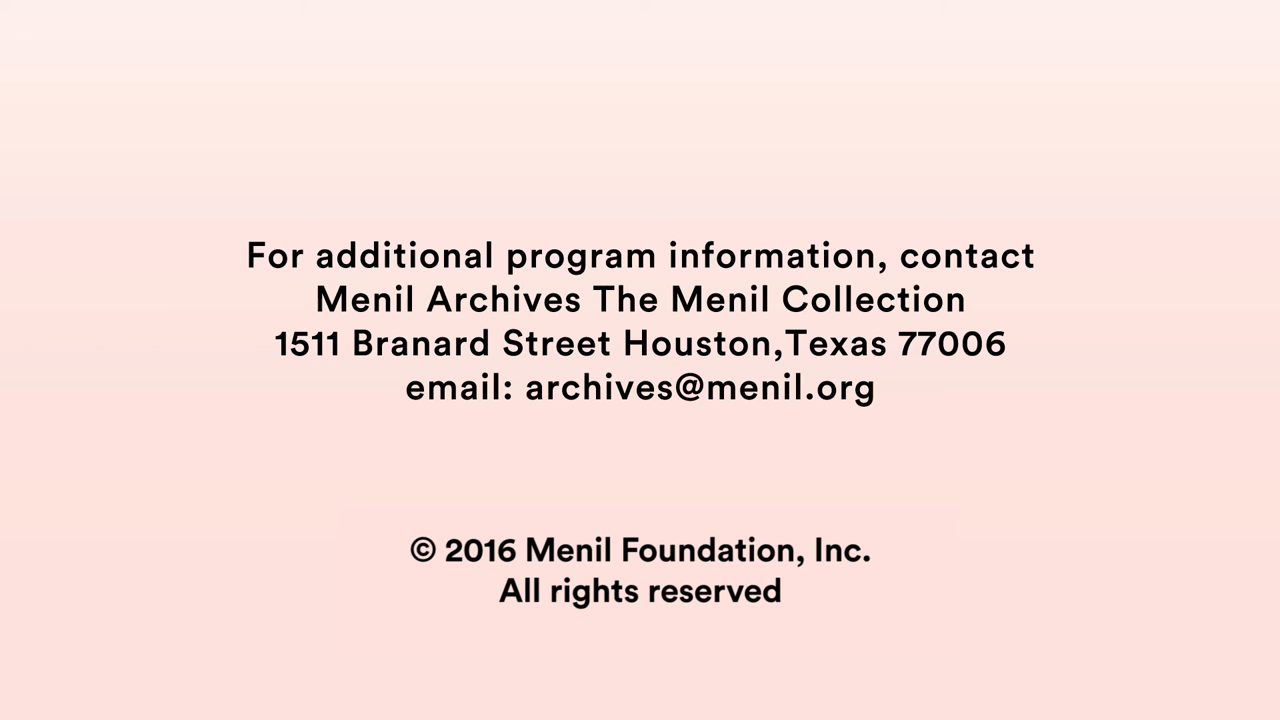 For additional program information, contact
Menil Archives The Menil Collection
1511 Branard Street Houston,Texas 77006
email: archives@menil.org
© 2016 Menil Foundation, Inc.
All rights reserved